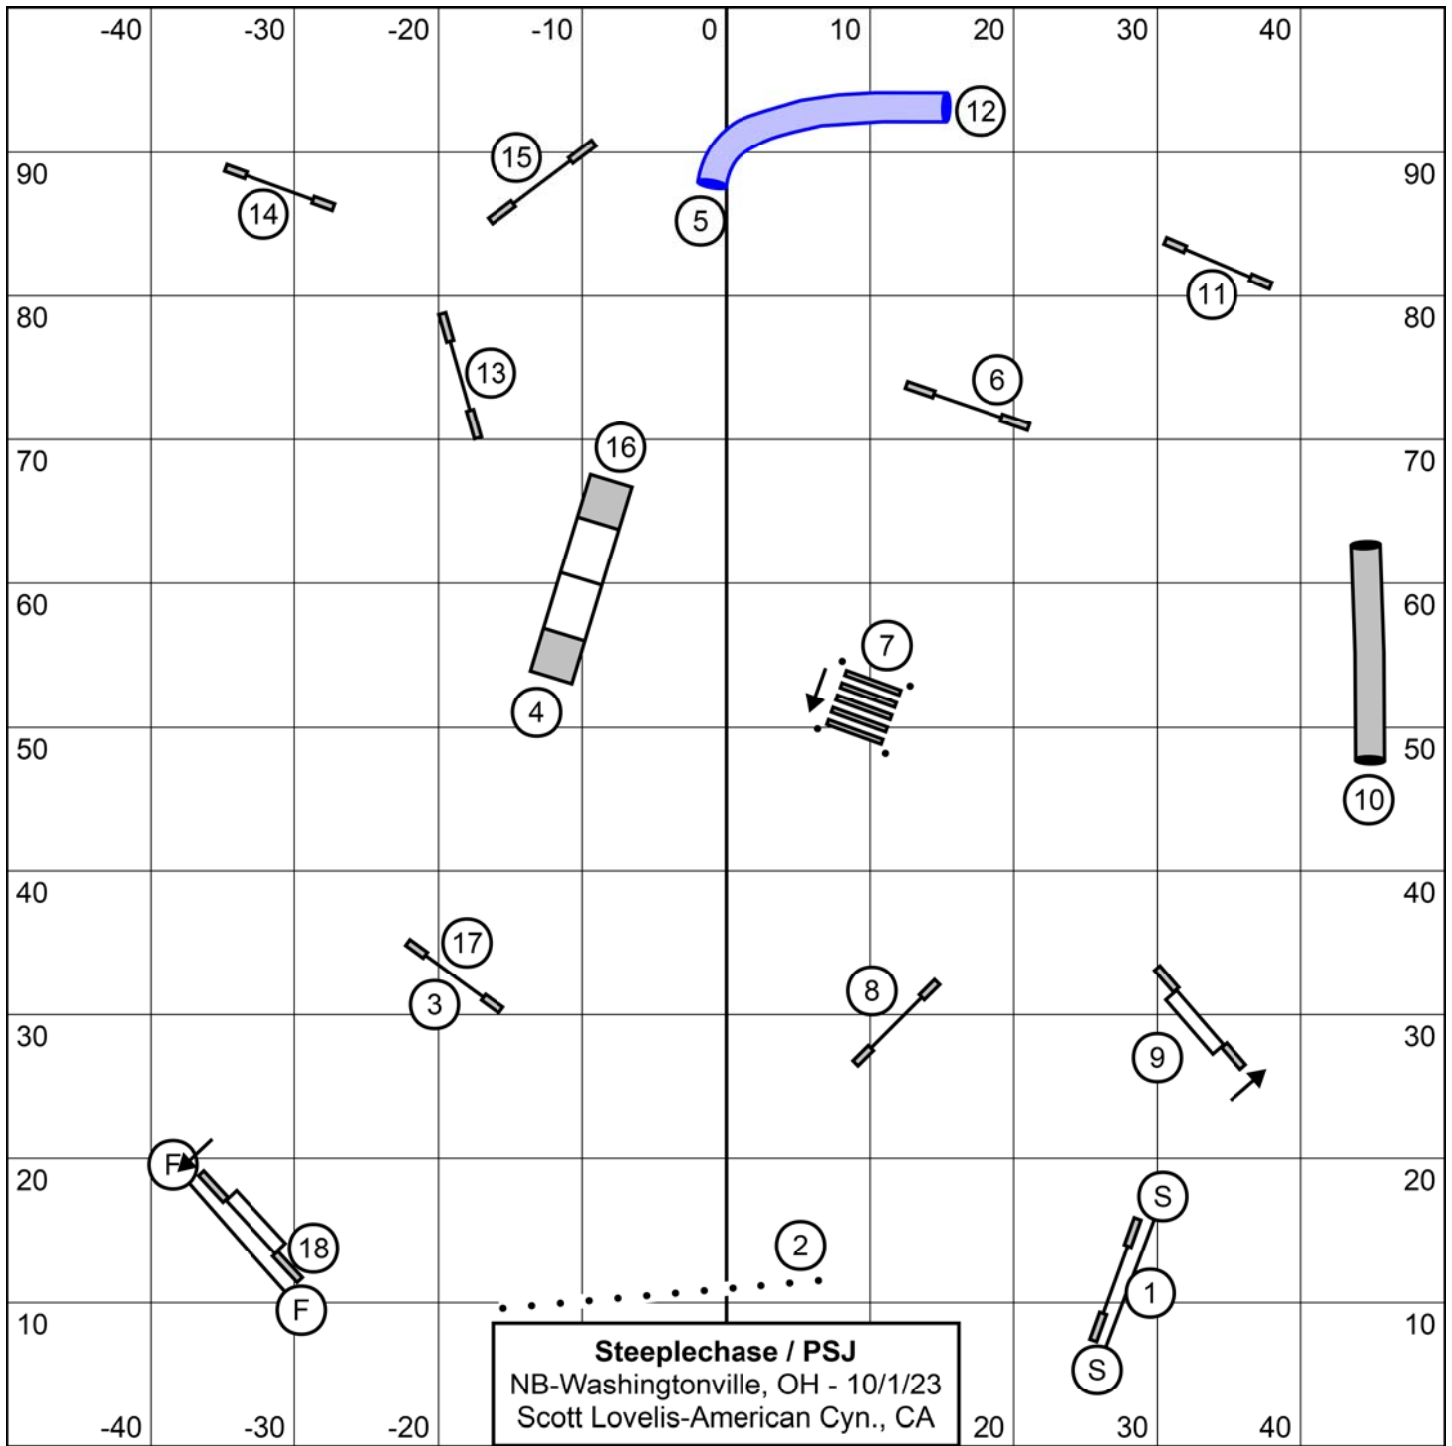 -40 -30 -20 -10 0 10 20 30 40
12
15
90 14 5 90
11
80 80
13 6
70 16 70
60 7 60
4
50 50
10
40 40
17
3 8
30 9 30
F
20 S 20
18 2
F 1
10 10
Steeplechase / PSJ
S
NB-Washingtonville, OH - 10/1/23
Scott Lovelis-American Cyn., CA
-40 -30 -20 20 30 40